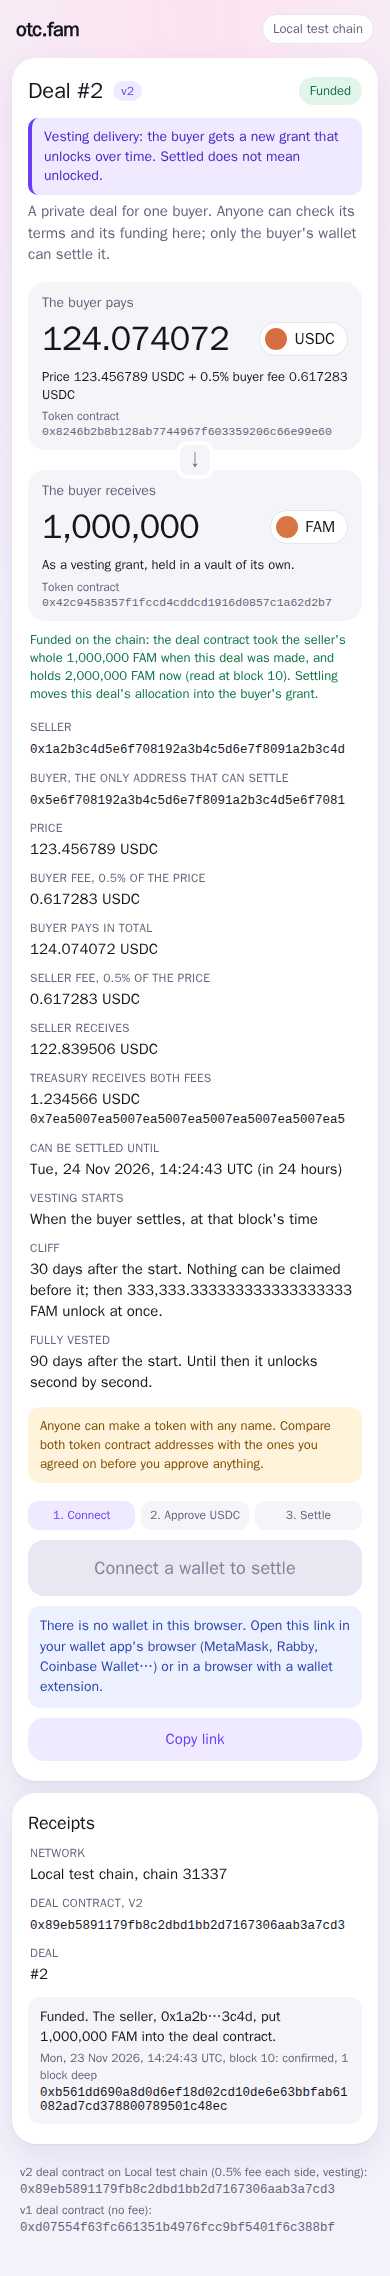 otc.fam
Local test chain
Deal #2
v2
Funded
Vesting delivery: the buyer gets a new grant that
unlocks over time. Settled does not mean
unlocked.
A private deal for one buyer. Anyone can check its
terms and its funding here; only the buyer's wallet
can settle it.
The buyer pays
124.074072
USDC
Price 123.456789 USDC + 0.5% buyer fee 0.617283
USDC
Token contract
0x8246b2b8b128ab7744967f603359206c66e99e60
↓
The buyer receives
1,000,000
FAM
As a vesting grant, held in a vault of its own.
Token contract
0x42c9458357f1fccd4cddcd1916d0857c1a62d2b7
Funded on the chain: the deal contract took the seller's
whole 1,000,000 FAM when this deal was made, and
holds 2,000,000 FAM now (read at block 10). Settling
moves this deal's allocation into the buyer's grant.
SELLER
0x1a2b3c4d5e6f708192a3b4c5d6e7f8091a2b3c4d
BUYER, THE ONLY ADDRESS THAT CAN SETTLE
0x5e6f708192a3b4c5d6e7f8091a2b3c4d5e6f7081
PRICE
123.456789 USDC
BUYER FEE, 0.5% OF THE PRICE
0.617283 USDC
BUYER PAYS IN TOTAL
124.074072 USDC
SELLER FEE, 0.5% OF THE PRICE
0.617283 USDC
SELLER RECEIVES
122.839506 USDC
TREASURY RECEIVES BOTH FEES
1.234566 USDC
0x7ea5007ea5007ea5007ea5007ea5007ea5007ea5
CAN BE SETTLED UNTIL
Tue, 24 Nov 2026, 14:24:43 UTC (in 24 hours)
VESTING STARTS
When the buyer settles, at that block's time
CLIFF
30 days after the start. Nothing can be claimed
before it; then 333,333.333333333333333333
FAM unlock at once.
FULLY VESTED
90 days after the start. Until then it unlocks
second by second.
Anyone can make a token with any name. Compare
both token contract addresses with the ones you
agreed on before you approve anything.
1. Connect
2. Approve USDC
3. Settle
Connect a wallet to settle
There is no wallet in this browser. Open this link in
your wallet app's browser (MetaMask, Rabby,
Coinbase Wallet…) or in a browser with a wallet
extension.
Copy link
Receipts
NETWORK
Local test chain, chain 31337
DEAL CONTRACT, V2
0x89eb5891179fb8c2dbd1bb2d7167306aab3a7cd3
DEAL
#2
Funded. The seller, 0x1a2b…3c4d, put
1,000,000 FAM into the deal contract.
Mon, 23 Nov 2026, 14:24:43 UTC, block 10: confirmed, 1
block deep
0xb561dd690a8d0d6ef18d02cd10de6e63bbfab61
082ad7cd378800789501c48ec
v2 deal contract on Local test chain (0.5% fee each side, vesting):
0x89eb5891179fb8c2dbd1bb2d7167306aab3a7cd3
v1 deal contract (no fee):
0xd07554f63fc661351b4976fcc9bf5401f6c388bf